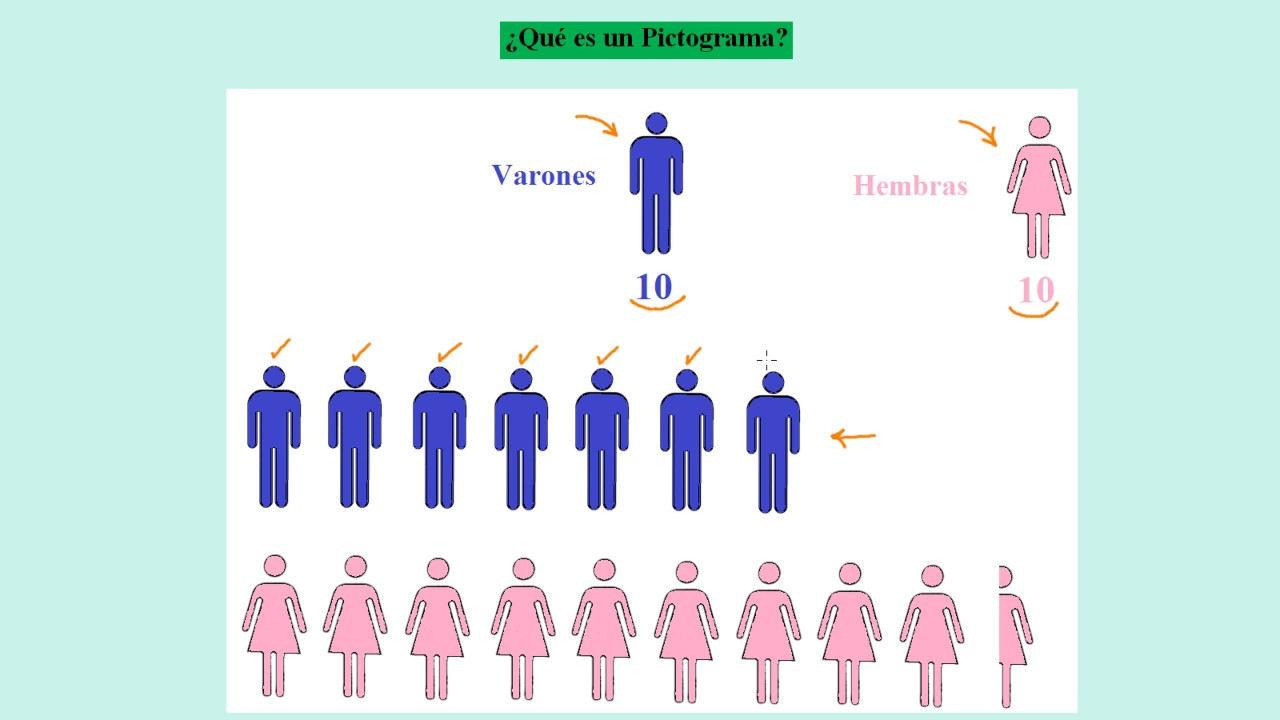 ¿Qué es un Pictograma?
Varones
Hembras
10
10